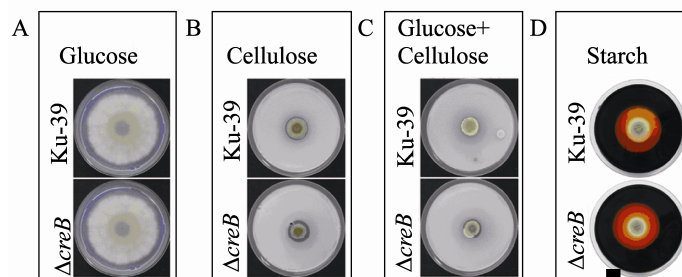 A
Glucose
Ku-39
ΔcreB
B
Cellulose
Ku-39
ΔcreB
C
Glucose+
Cellulose
Ku-39
ΔcreB
D
Starch
Ku-39
ΔcreB